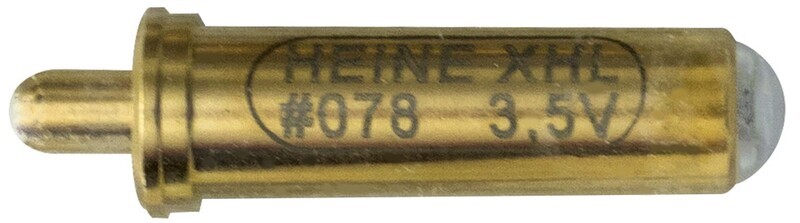 HEINE XHL
#078 3,5V